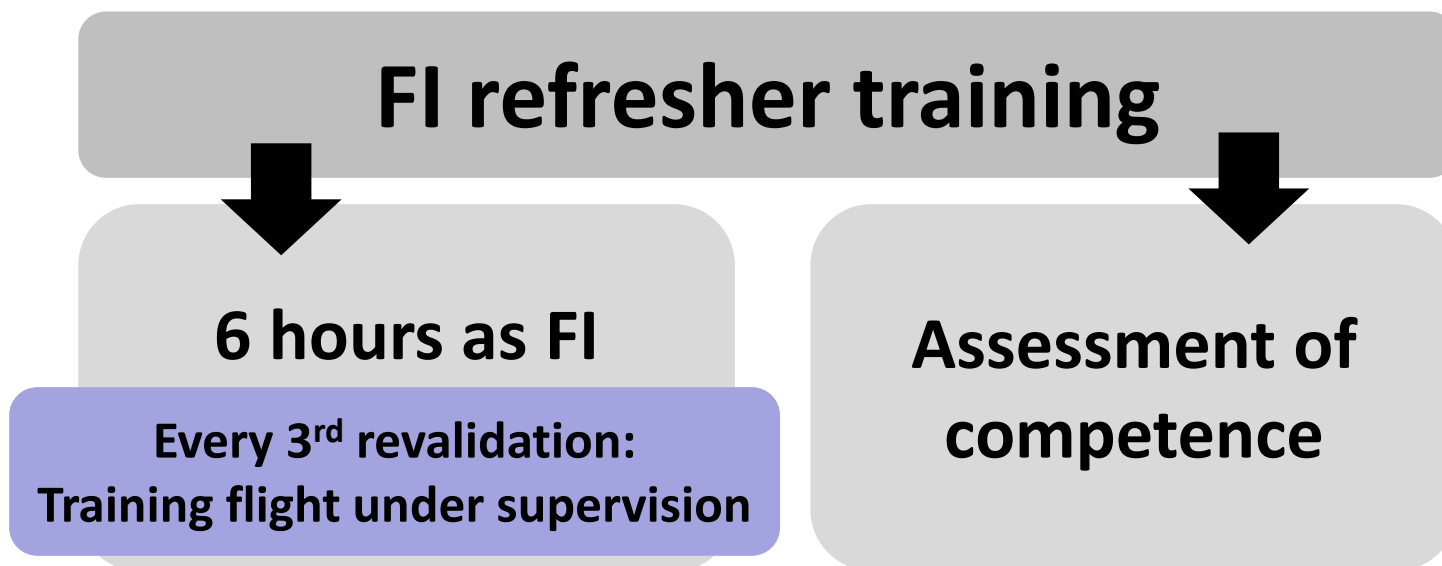 FI refresher training
6 hours as FI
Every 3rd revalidation:
Training flight under supervision
Assessment of
competence